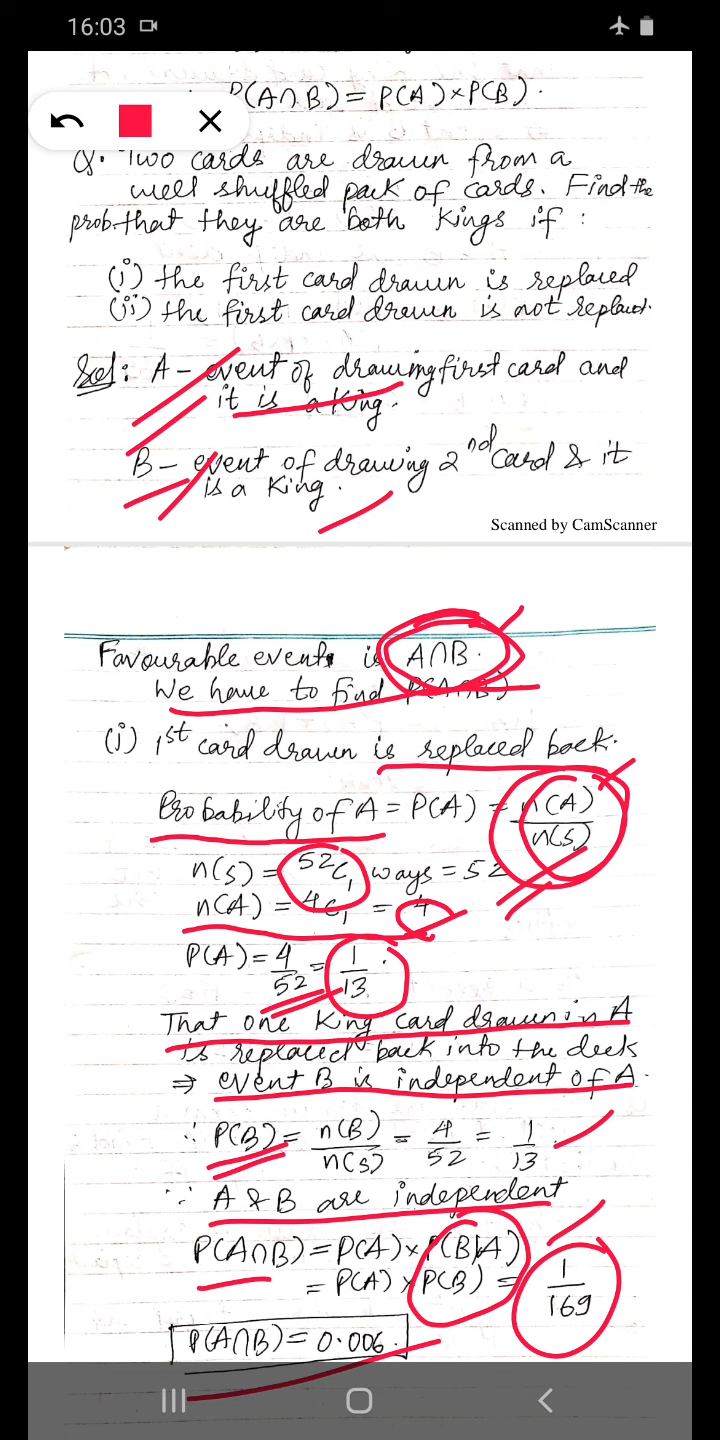 16:03
P(A∩B) = P(A)×P(B).
Q. Two cards are drawn from a
well shuffled pack of cards. Find the
prob. that they are both Kings if :
(i) the first card drawn is replaced
(ii) the first card drawn is not replaced.
Sol: A - event of drawing first card and
it is a King.
B - event of drawing 2nd card & it
is a King.
Scanned by CamScanner
Favourable events is A∩B.
We have to find P(A∩B)
(i) 1st card drawn is replaced back.
Probability of A = P(A) = n(A)/n(S)
n(S) = 52C₁ ways = 52
n(A) = 4C₁ = 4
P(A) = 4/52 = 1/13.
That one King card drawn in A
is replaced back into the deck
⇒ event B is independent of A.
∴ P(B) = n(B)/n(S) = 4/52 = 1/13.
∵ A & B are independent
P(A∩B) = P(A)×P(B|A)
= P(A)×P(B) = 1/169
P(A∩B) = 0.006.